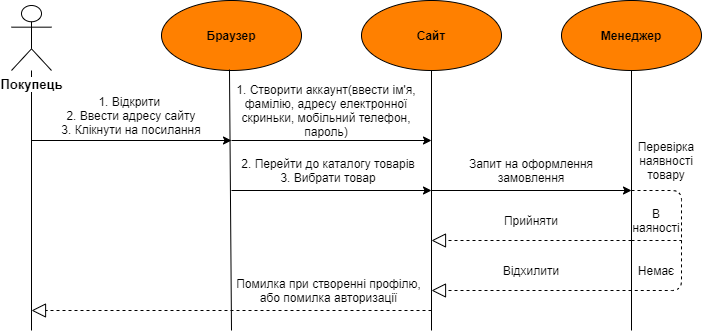 Покупець
Браузер
Сайт
Менеджер
1. Відкрити
2. Ввести адресу сайту
3. Клікнути на посилання
1. Створити аккаунт(ввести ім'я,
фамілію, адресу електронної
скриньки, мобільний телефон,
пароль)
2. Перейти до каталогу товарів
3. Вибрати товар
Запит на оформлення
замовлення
Перевірка
наявності
товару
Прийняти
В
наяності
Відхилити
Немає
Помилка при створенні профілю,
або помилка авторизації